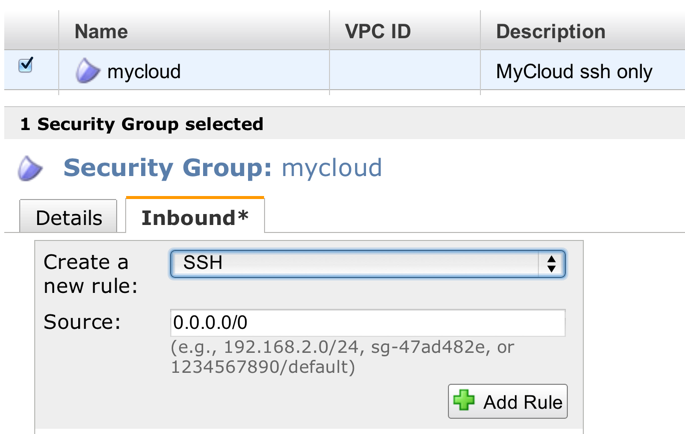 Name VPC ID Description
mycloud MyCloud ssh only
1 Security Group selected
Security Group: mycloud
Details Inbound*
Create a
new rule:
SSH
Source: 0.0.0.0/0
(e.g., 192.168.2.0/24, sg-47ad482e, or
1234567890/default)
Add Rule